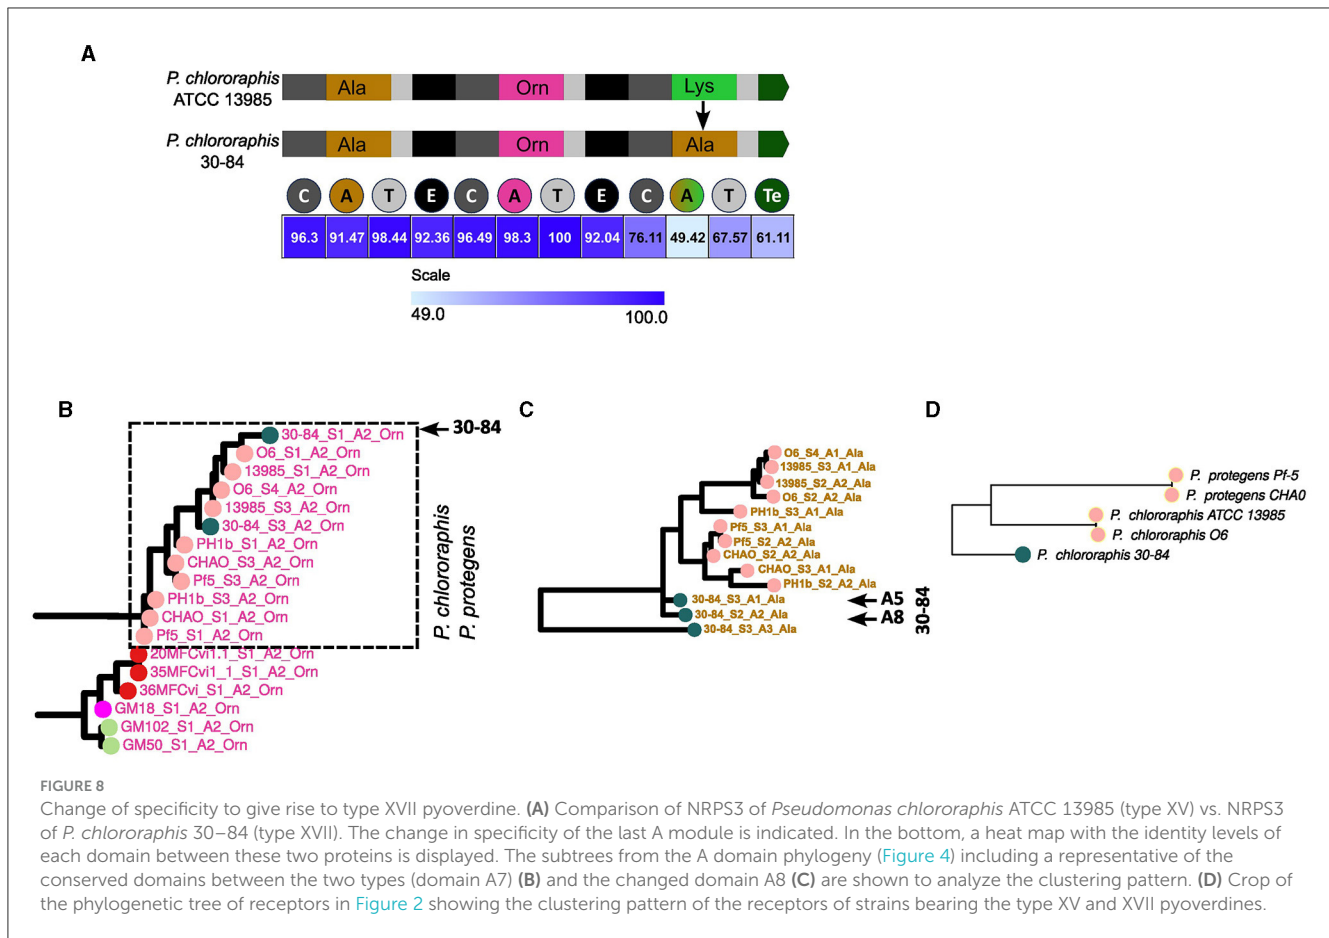 A
P. chlororaphis
ATCC 13985
Ala
Orn
Lys
P. chlororaphis
30-84
Ala
Orn
Ala
C A T E C A T E C A T Te
96.3 91.47 98.44 92.36 96.49 98.3 100 92.04 76.11 49.42 67.57 61.11
Scale
49.0
100.0
B
30-84_S1_A2_Orn
30-84
O6_S1_A2_Orn
13985_S1_A2_Orn
O6_S4_A2_Orn
13985_S3_A2_Orn
30-84_S3_A2_Orn
PH1b_S1_A2_Orn
CHAO_S3_A2_Orn
Pf5_S3_A2_Orn
PH1b_S3_A2_Orn
CHAO_S1_A2_Orn
Pf5_S1_A2_Orn
20MFCvi1.1_S1_A2_Orn
35MFCvi1_1_S1_A2_Orn
36MFCvi_S1_A2_Orn
GM18_S1_A2_Orn
GM102_S1_A2_Orn
GM50_S1_A2_Orn
P. chlororaphis
P. protegens
C
O6_S4_A1_Ala
13985_S3_A1_Ala
13985_S2_A2_Ala
O6_S2_A2_Ala
PH1b_S3_A1_Ala
Pf5_S3_A1_Ala
Pf5_S2_A2_Ala
CHAO_S2_A2_Ala
CHAO_S3_A1_Ala
PH1b_S2_A2_Ala
30-84_S3_A1_Ala
30-84_S2_A2_Ala
30-84_S3_A3_Ala
A5
A8
30-84
D
P. protegens Pf-5
P. protegens CHA0
P. chlororaphis ATCC 13985
P. chlororaphis O6
P. chlororaphis 30-84
FIGURE 8
Change of specificity to give rise to type XVII pyoverdine. (A) Comparison of NRPS3 of Pseudomonas chlororaphis ATCC 13985 (type XV) vs. NRPS3
of P. chlororaphis 30–84 (type XVII). The change in specificity of the last A module is indicated. In the bottom, a heat map with the identity levels of
each domain between these two proteins is displayed. The subtrees from the A domain phylogeny (Figure 4) including a representative of the
conserved domains between the two types (domain A7) (B) and the changed domain A8 (C) are shown to analyze the clustering pattern. (D) Crop of
the phylogenetic tree of receptors in Figure 2 showing the clustering pattern of the receptors of strains bearing the type XV and XVII pyoverdines.